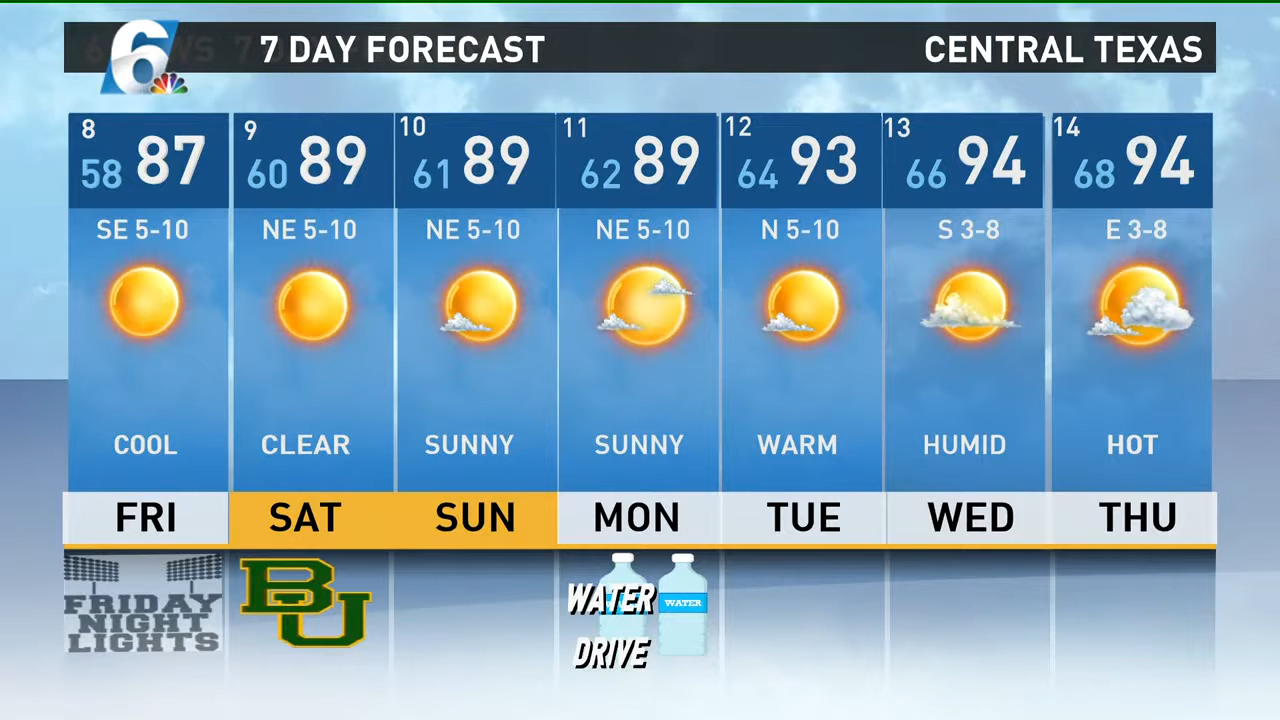 6
7 DAY FORECAST
CENTRAL TEXAS
8 58 87
9 60 89
10 61 89
11 62 89
12 64 93
13 66 94
14 68 94
SE 5-10
NE 5-10
NE 5-10
NE 5-10
N 5-10
S 3-8
E 3-8
COOL
CLEAR
SUNNY
SUNNY
WARM
HUMID
HOT
FRI
SAT
SUN
MON
TUE
WED
THU
FRIDAY
NIGHT
LIGHTS
BU
WATER
DRIVE
WATER